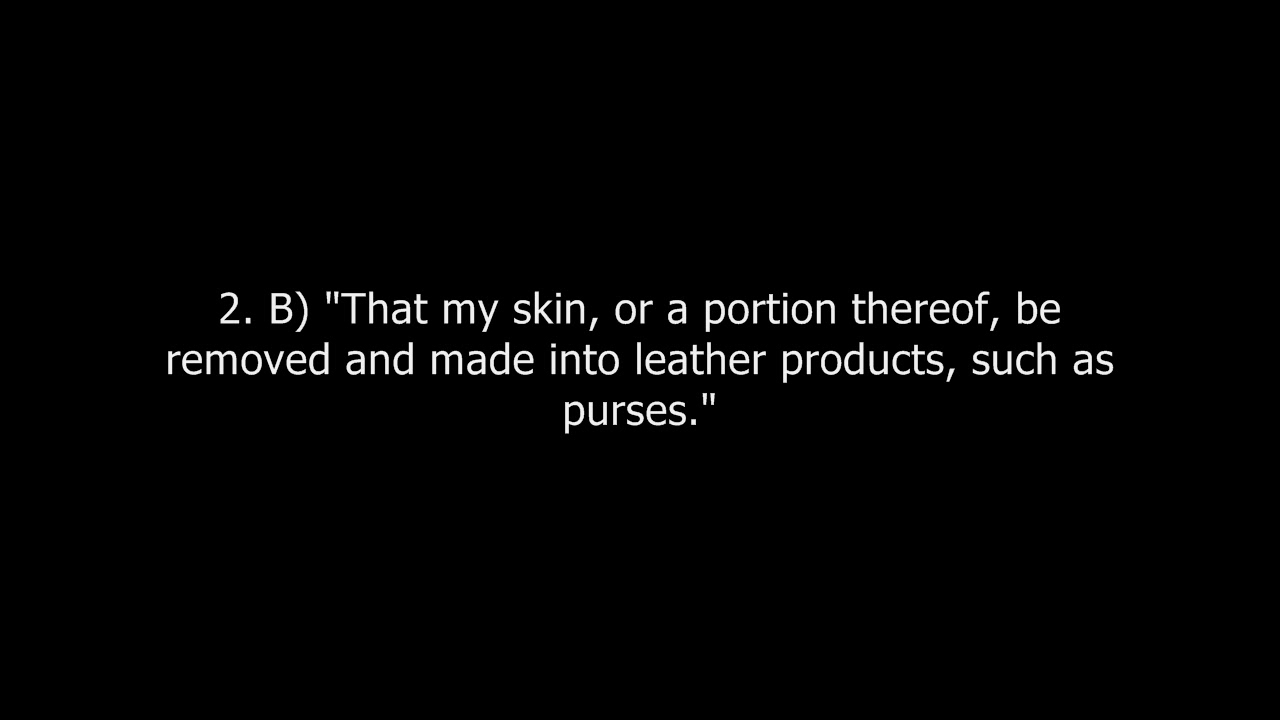 2. B) "That my skin, or a portion thereof, be
removed and made into leather products, such as
purses."